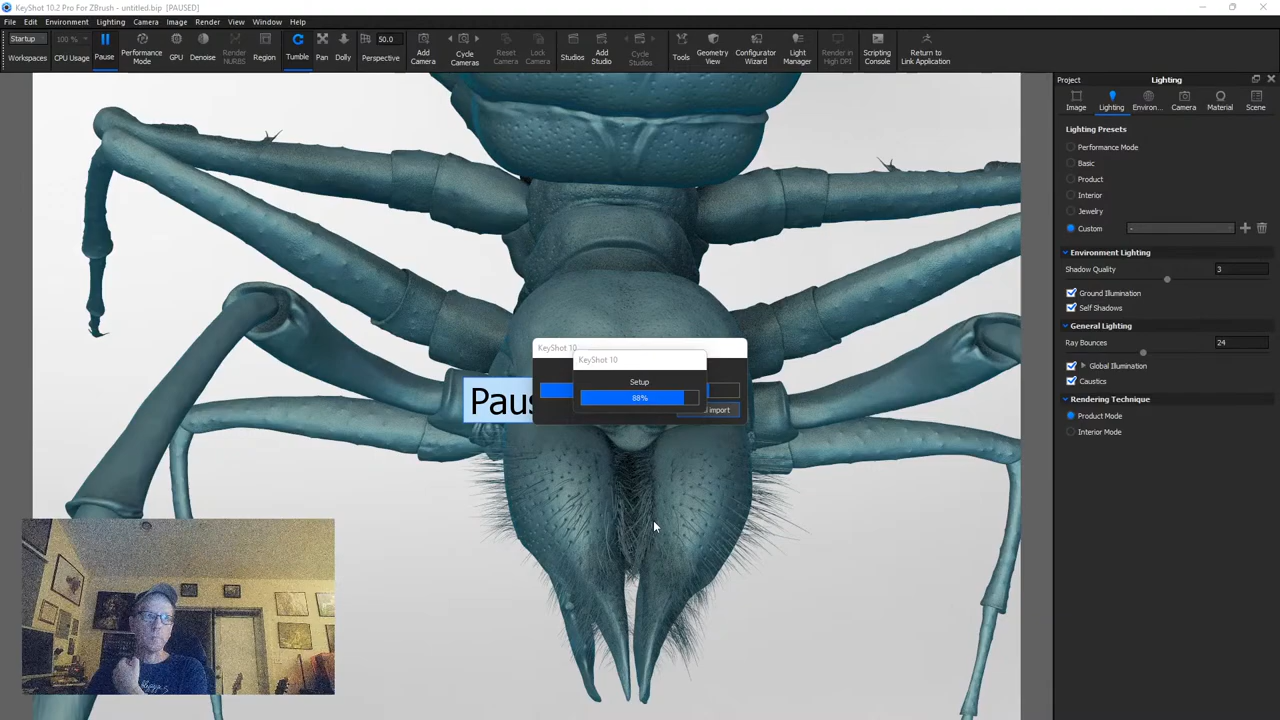 KeyShot 10.2 Pro For ZBrush - untitled.bip [PAUSED]
File Edit Environment Lighting Camera Image Render View Window Help
Startup
Workspaces
100 %
CPU Usage
Pause
Performance
Mode
GPU
Denoise
Render
NURBS
Region
Tumble
Pan
Dolly
50.0
Perspective
Add
Camera
Cycle
Cameras
Reset
Camera
Lock
Camera
Studios
Add
Studio
Cycle
Studios
Tools
Geometry
View
Configurator
Wizard
Light
Manager
Render in
High DPI
Scripting
Console
Return to
Link Application
Project
Lighting
Image Lighting Environ... Camera Material Scene
Lighting Presets
Performance Mode
Basic
Product
Interior
Jewelry
Custom -
Environment Lighting
Shadow Quality 3
Ground Illumination
Self Shadows
General Lighting
Ray Bounces 24
Global Illumination
Caustics
Rendering Technique
Product Mode
Interior Mode
KeyShot 10
KeyShot 10
Setup
88%
import
Paus